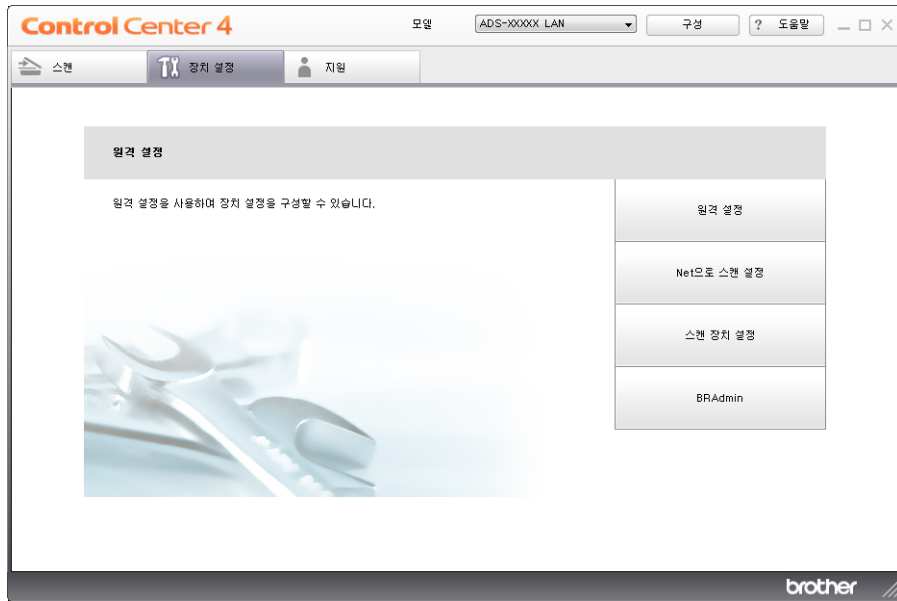 Control Center 4
모델
ADS-XXXXX LAN
구성
? 도움말
스캔
장치 설정
지원
원격 설정
원격 설정을 사용하여 장치 설정을 구성할 수 있습니다.
원격 설정
Net으로 스캔 설정
스캔 장치 설정
BRAdmin
brother